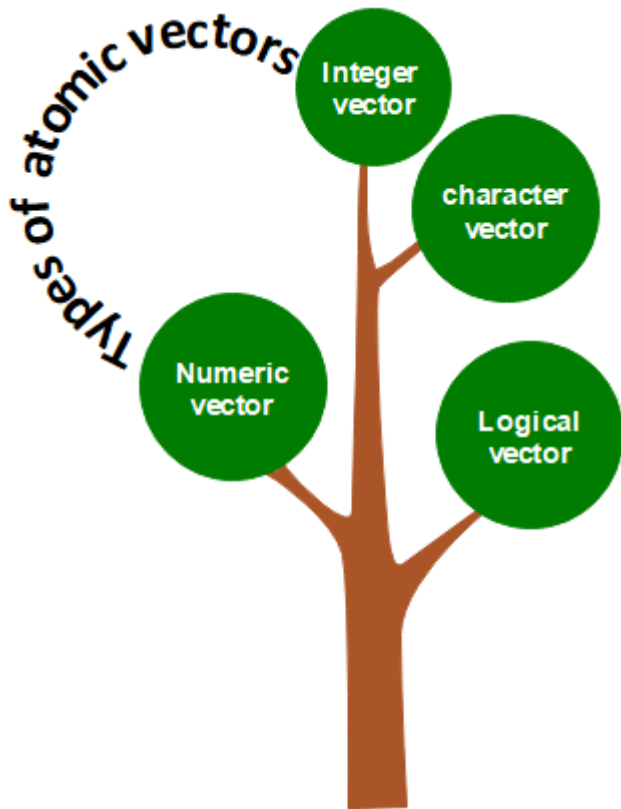 Types of atomic vectors
Integer
vector
character
vector
Numeric
vector
Logical
vector